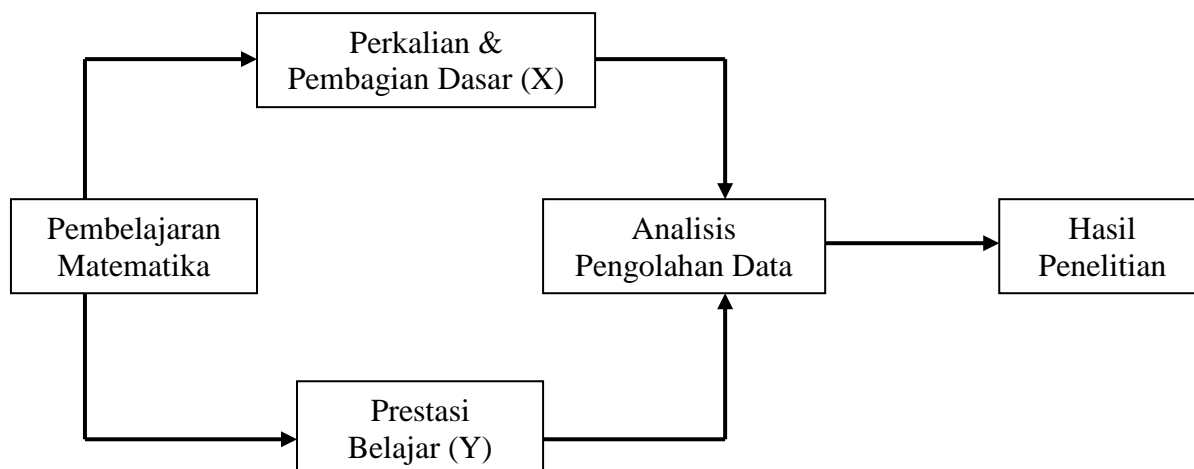 Perkalian &
Pembagian Dasar (X)
Pembelajaran
Matematika
Analisis
Pengolahan Data
Hasil
Penelitian
Prestasi
Belajar (Y)